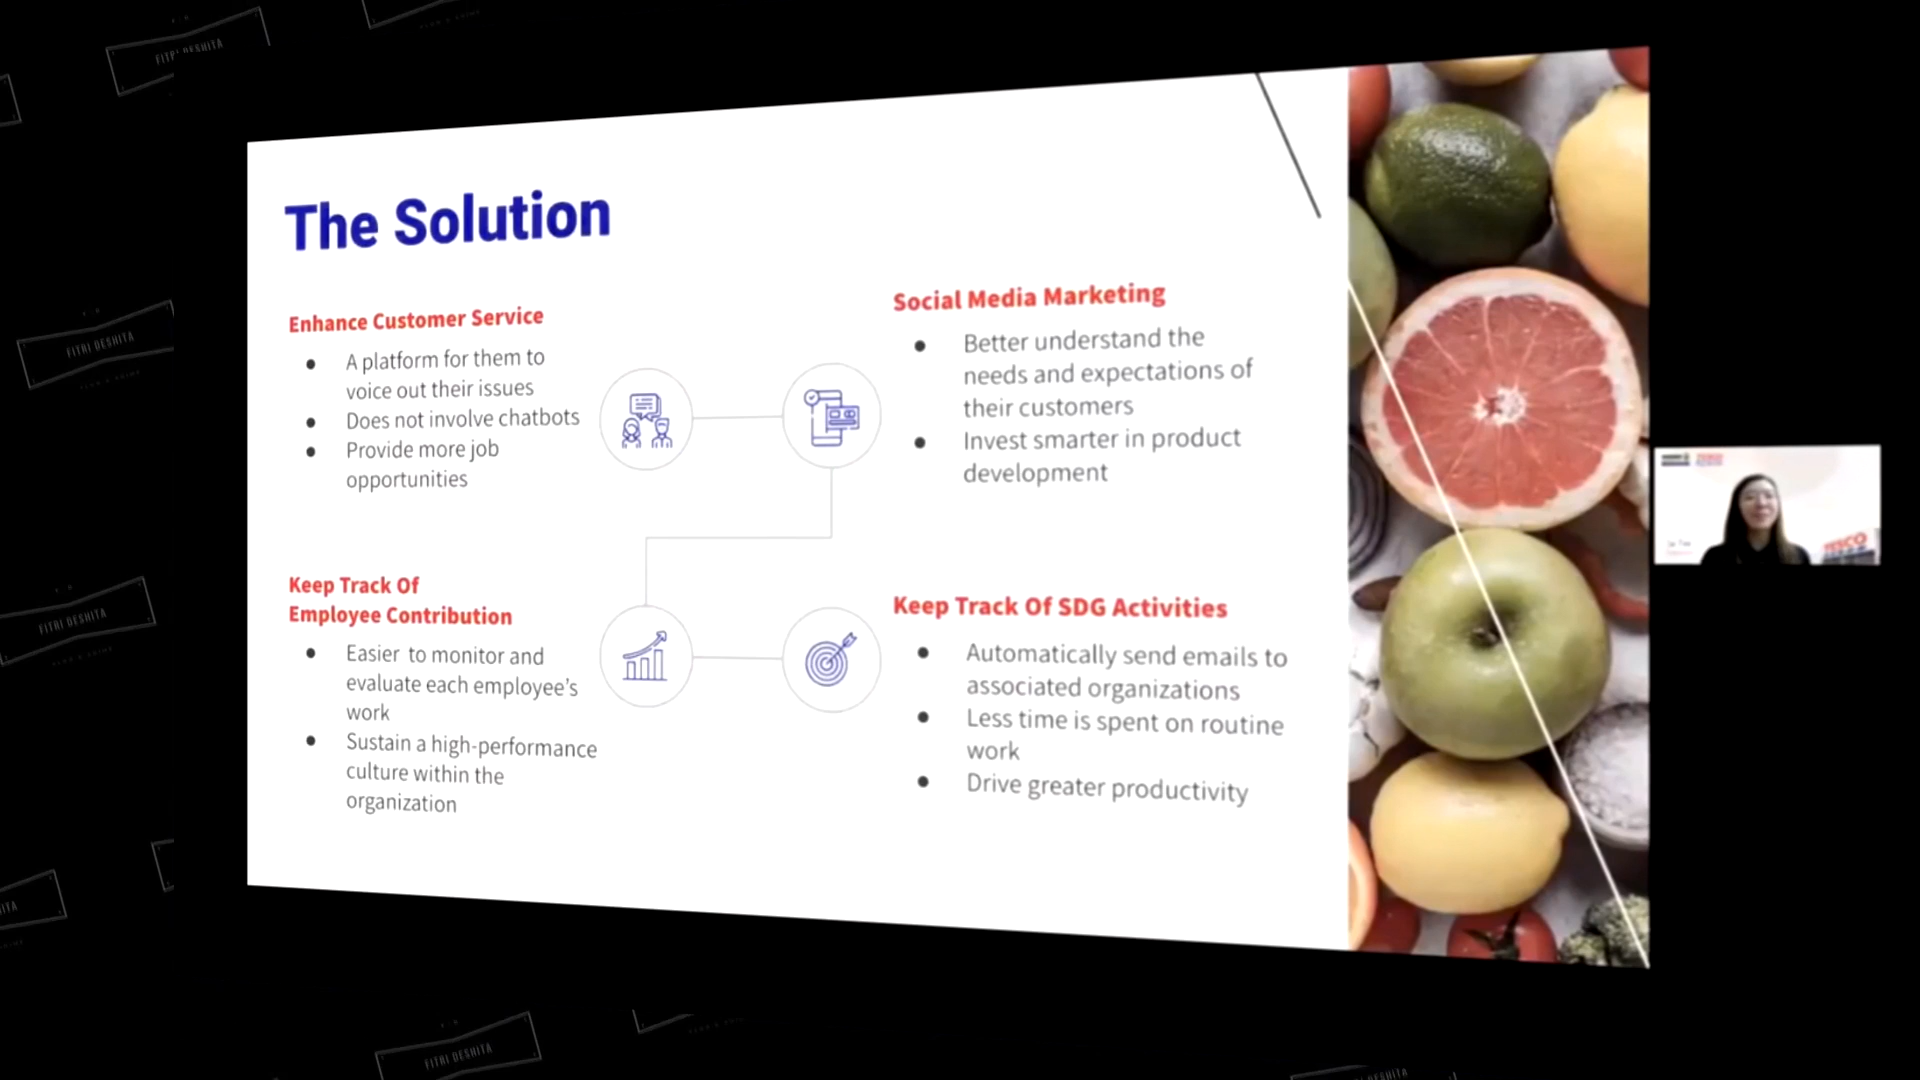 The Solution
Enhance Customer Service
● A platform for them to
voice out their issues
● Does not involve chatbots
● Provide more job
opportunities
Social Media Marketing
● Better understand the
needs and expectations of
their customers
● Invest smarter in product
development
Keep Track Of
Employee Contribution
● Easier to monitor and
evaluate each employee's
work
● Sustain a high-performance
culture within the
organization
Keep Track Of SDG Activities
● Automatically send emails to
associated organizations
● Less time is spent on routine
work
● Drive greater productivity
TESCO
FITRI DESHITA
FITRI DESHITA
FITRI DESHITA
FITRI DESHITA